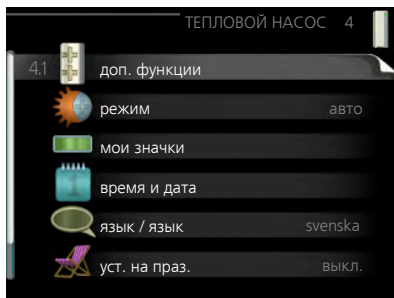 ТЕПЛОВОЙ НАСОС 4
4.1 доп. функции
режим авто
мои значки
время и дата
язык / язык svenska
уст. на праз. выкл.